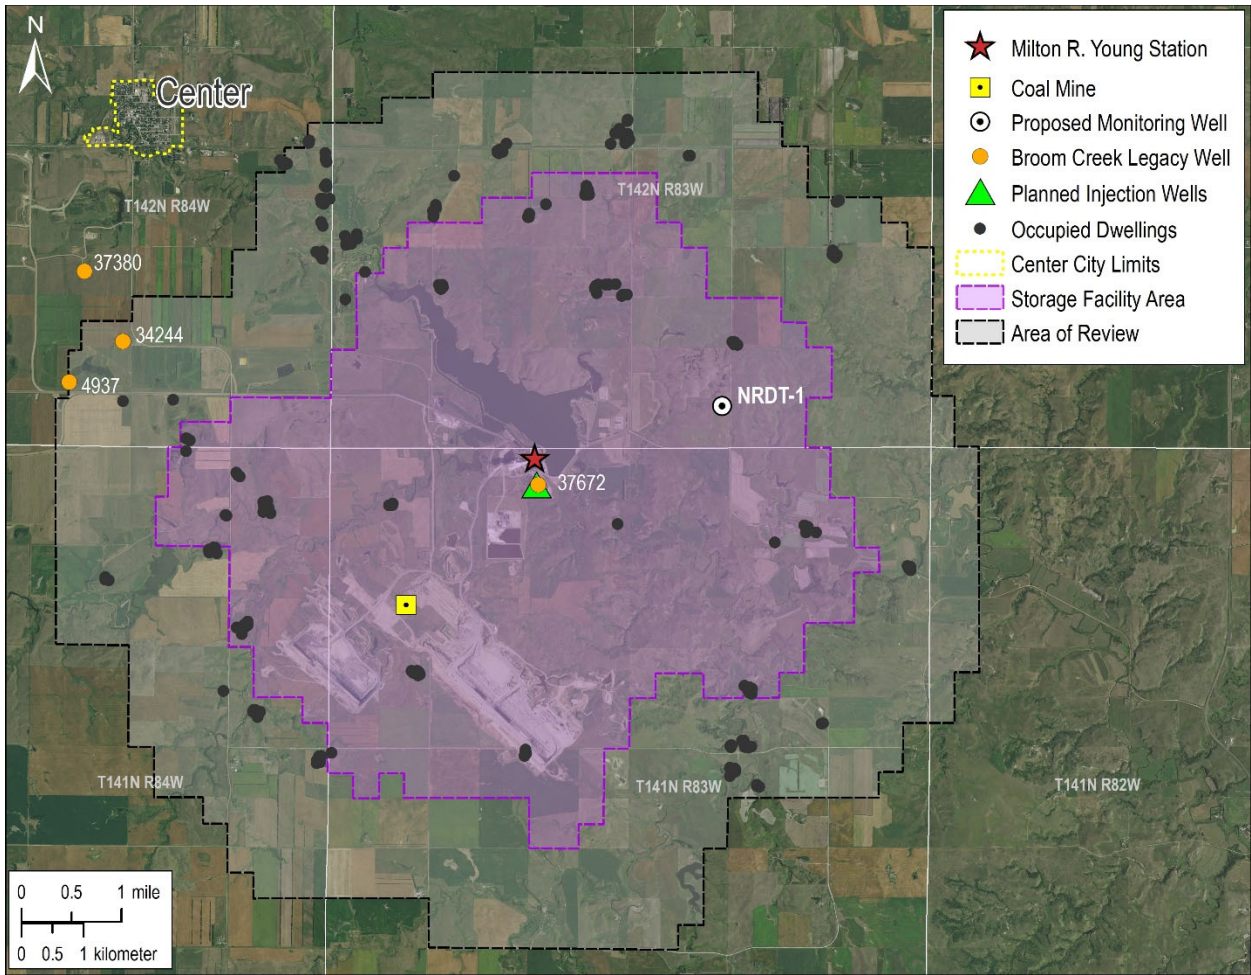 N
Center
Milton R. Young Station
Coal Mine
Proposed Monitoring Well
Broom Creek Legacy Well
Planned Injection Wells
Occupied Dwellings
Center City Limits
Storage Facility Area
Area of Review
T142N R84W
T142N R83W
37380
34244
4937
NRDT-1
37672
T141N R84W
T141N R83W
T141N R82W
0 0.5 1 mile
0 0.5 1 kilometer